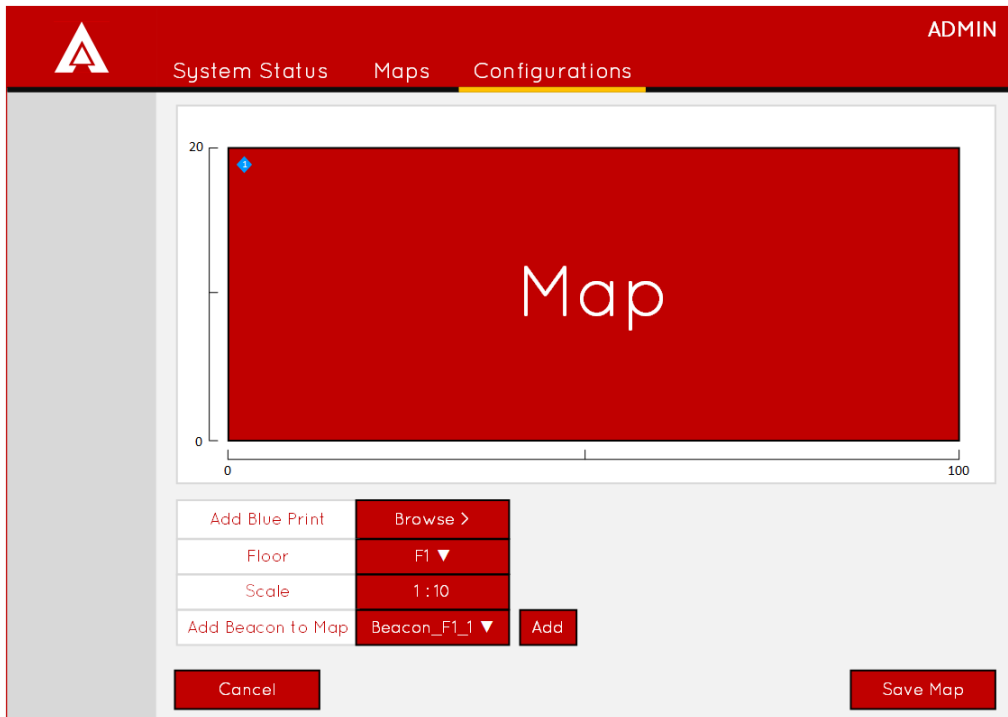 ADMIN
System Status Maps Configurations
20
1
Map
0
0 100
Add Blue Print Browse >
Floor F1 ▼
Scale 1 : 10
Add Beacon to Map Beacon_F1_1 ▼ Add
Cancel Save Map